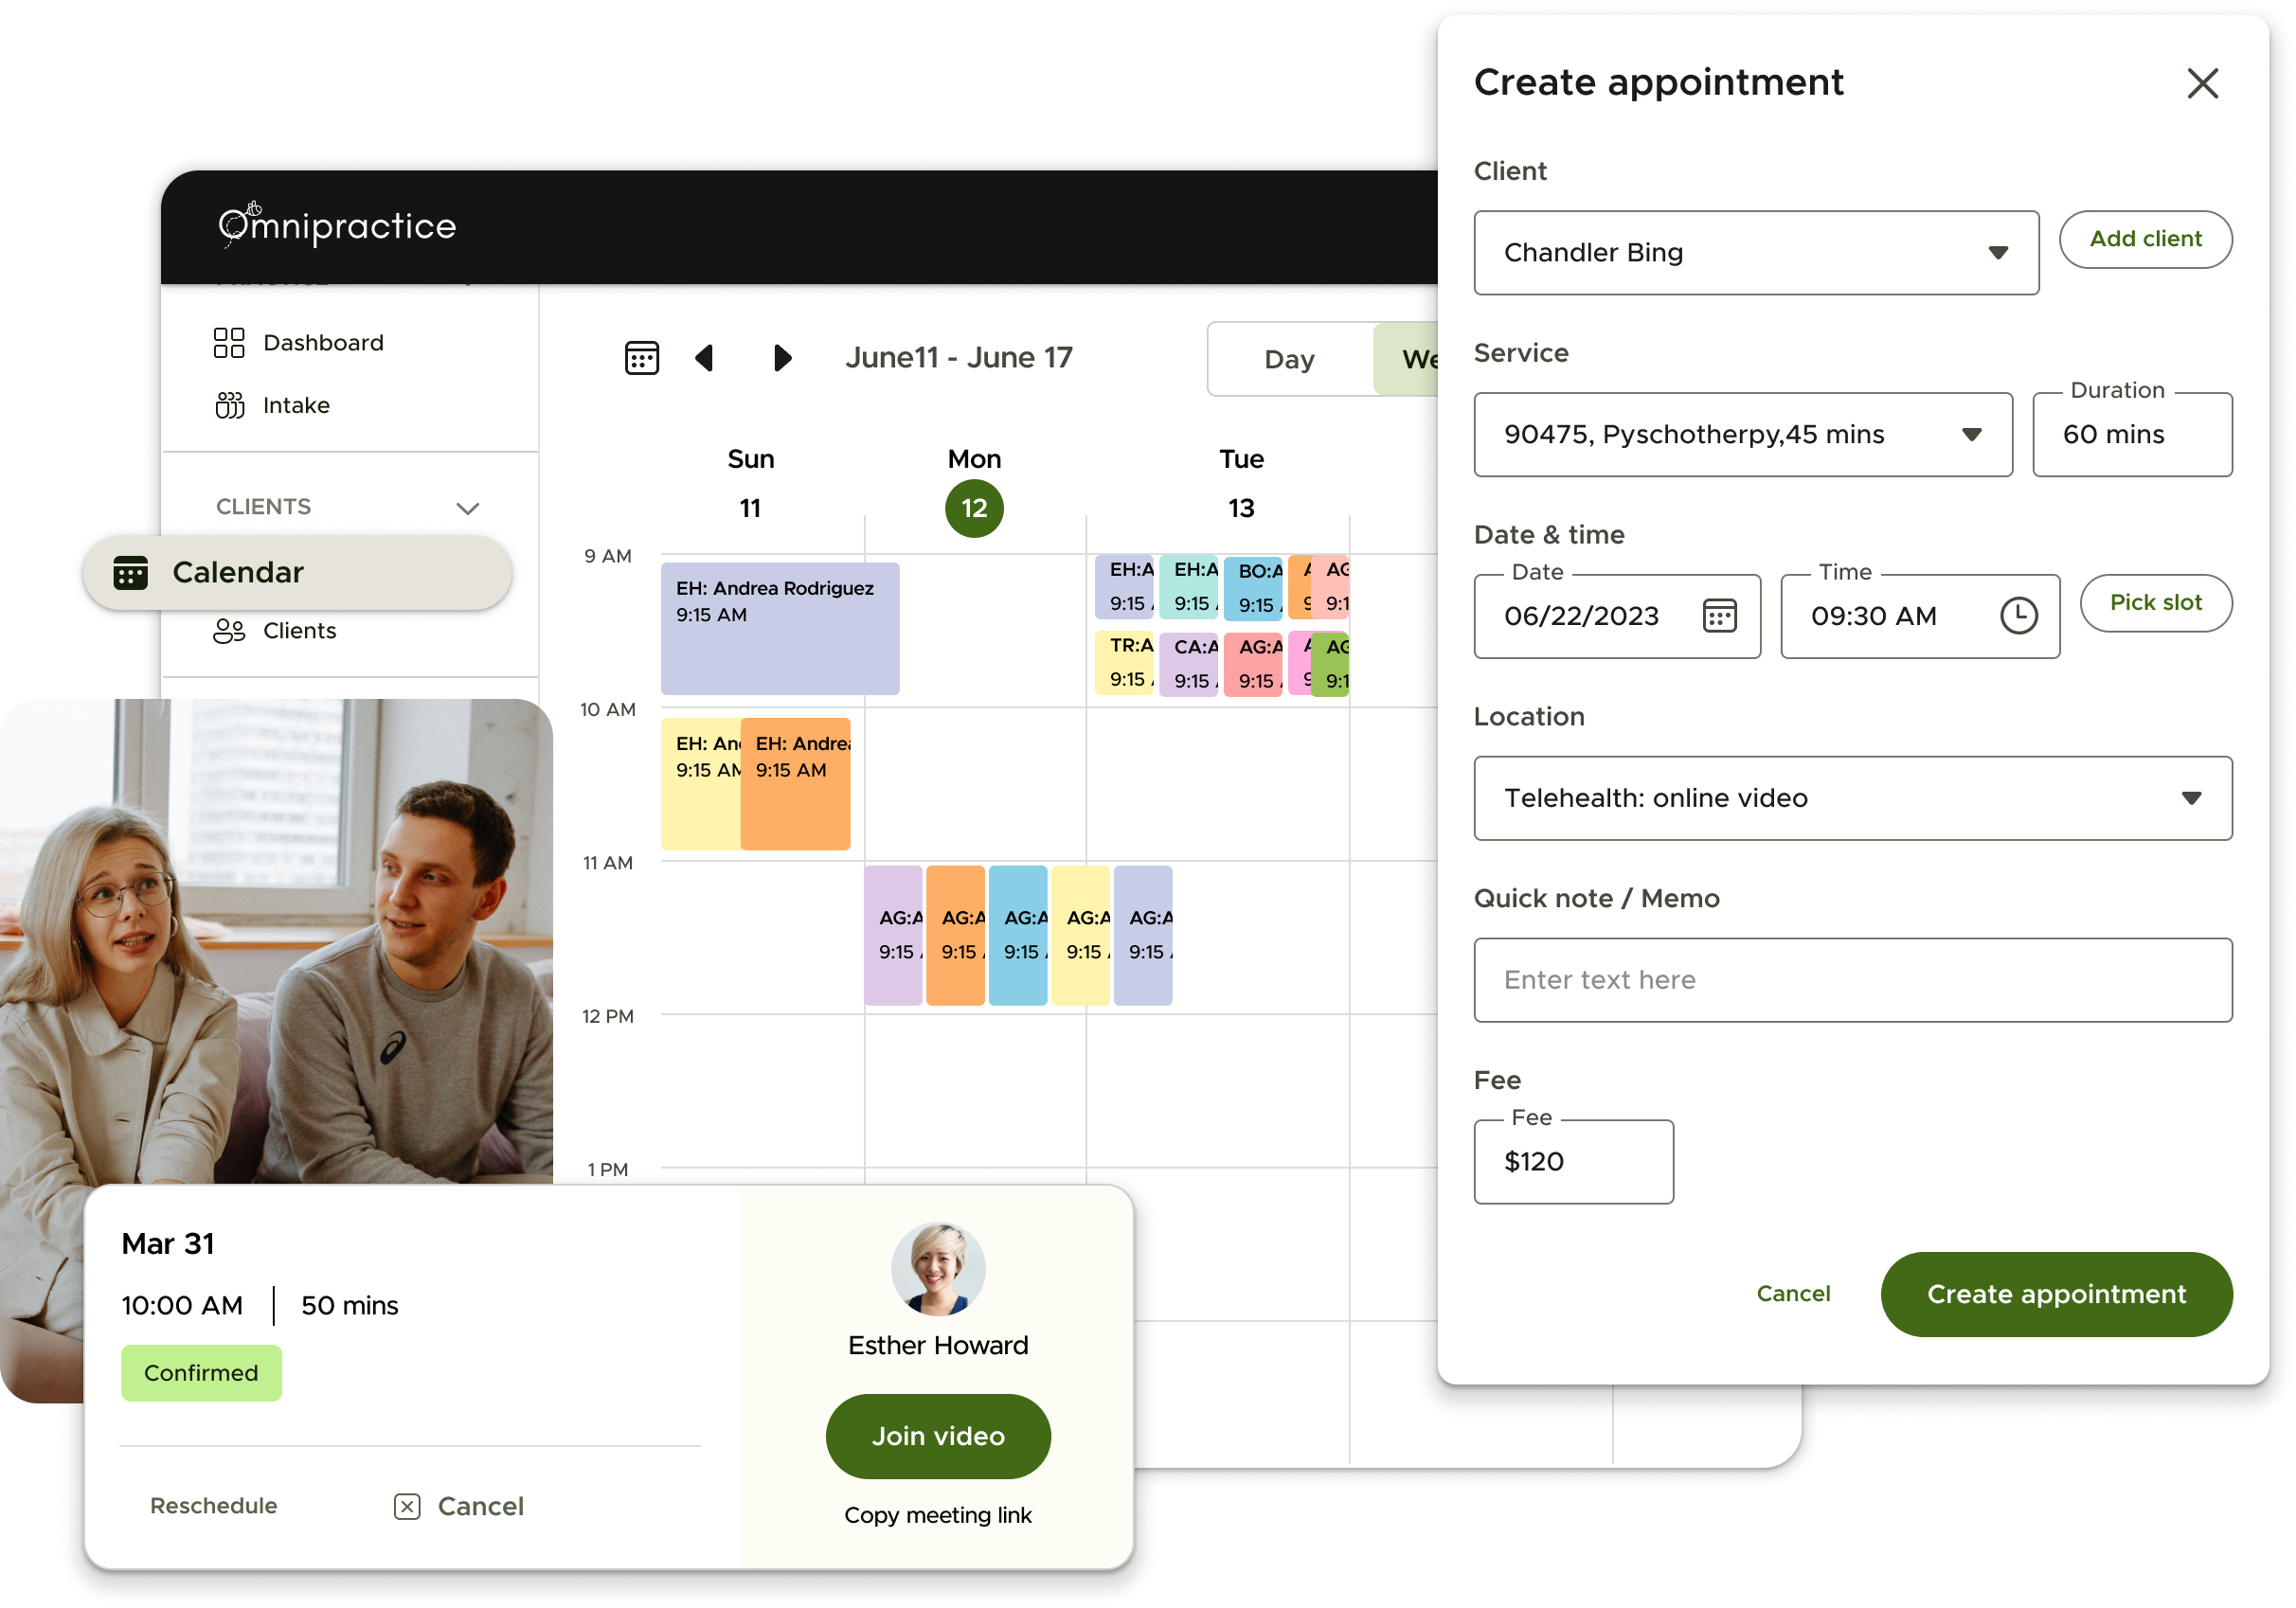 Omnipractice
Dashboard
Intake
CLIENTS
Calendar
Clients
June11 - June 17
Day
Sun
Mon
Tue
11
12
13
9 AM
10 AM
11 AM
12 PM
1 PM
EH: Andrea Rodriguez
9:15 AM
EH:A
9:15
EH:A
9:15
BO:A
9:15
AG
9:1
TR:A
9:15
CA:A
9:15
AG:A
9:15
AG
9:1
EH: An
9:15 AM
EH: Andrea
9:15 AM
AG:A
9:15
AG:A
9:15
AG:A
9:15
AG:A
9:15
AG:A
9:15
Mar 31
10:00 AM | 50 mins
Confirmed
Reschedule
Cancel
Esther Howard
Join video
Copy meeting link
Create appointment
Client
Chandler Bing
Add client
Service
90475, Pyschotherpy,45 mins
Duration
60 mins
Date & time
Date
06/22/2023
Time
09:30 AM
Pick slot
Location
Telehealth: online video
Quick note / Memo
Enter text here
Fee
Fee
$120
Cancel
Create appointment